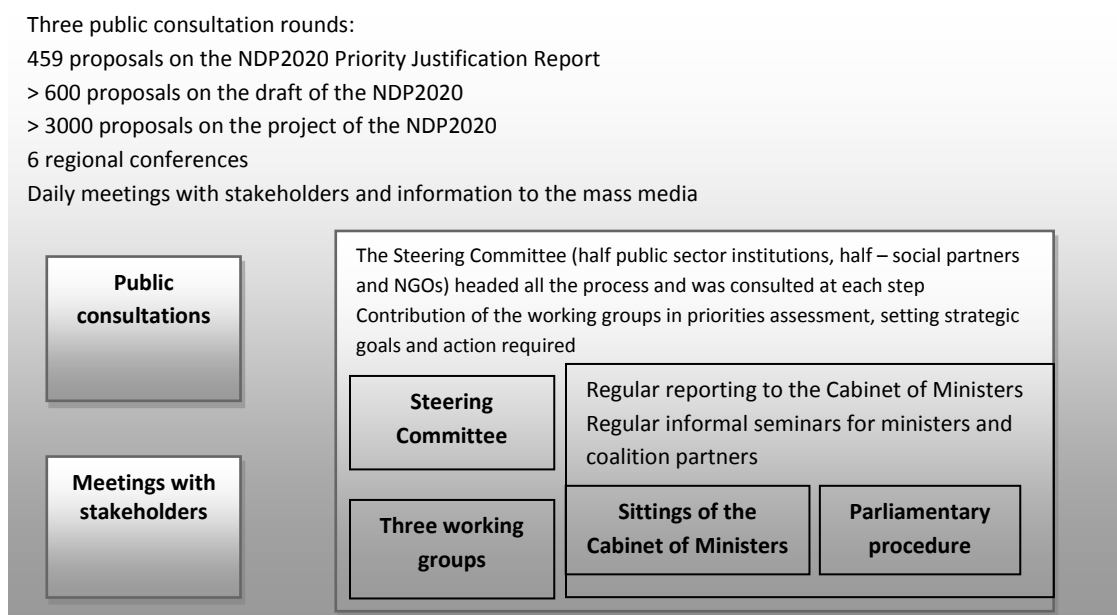 Three public consultation rounds:
459 proposals on the NDP2020 Priority Justification Report
> 600 proposals on the draft of the NDP2020
> 3000 proposals on the project of the NDP2020
6 regional conferences
Daily meetings with stakeholders and information to the mass media
Public
consultations
Meetings with
stakeholders
The Steering Committee (half public sector institutions, half – social partners
and NGOs) headed all the process and was consulted at each step
Contribution of the working groups in priorities assessment, setting strategic
goals and action required
Steering
Committee
Three working
groups
Regular reporting to the Cabinet of Ministers
Regular informal seminars for ministers and
coalition partners
Sittings of the
Cabinet of Ministers
Parliamentary
procedure